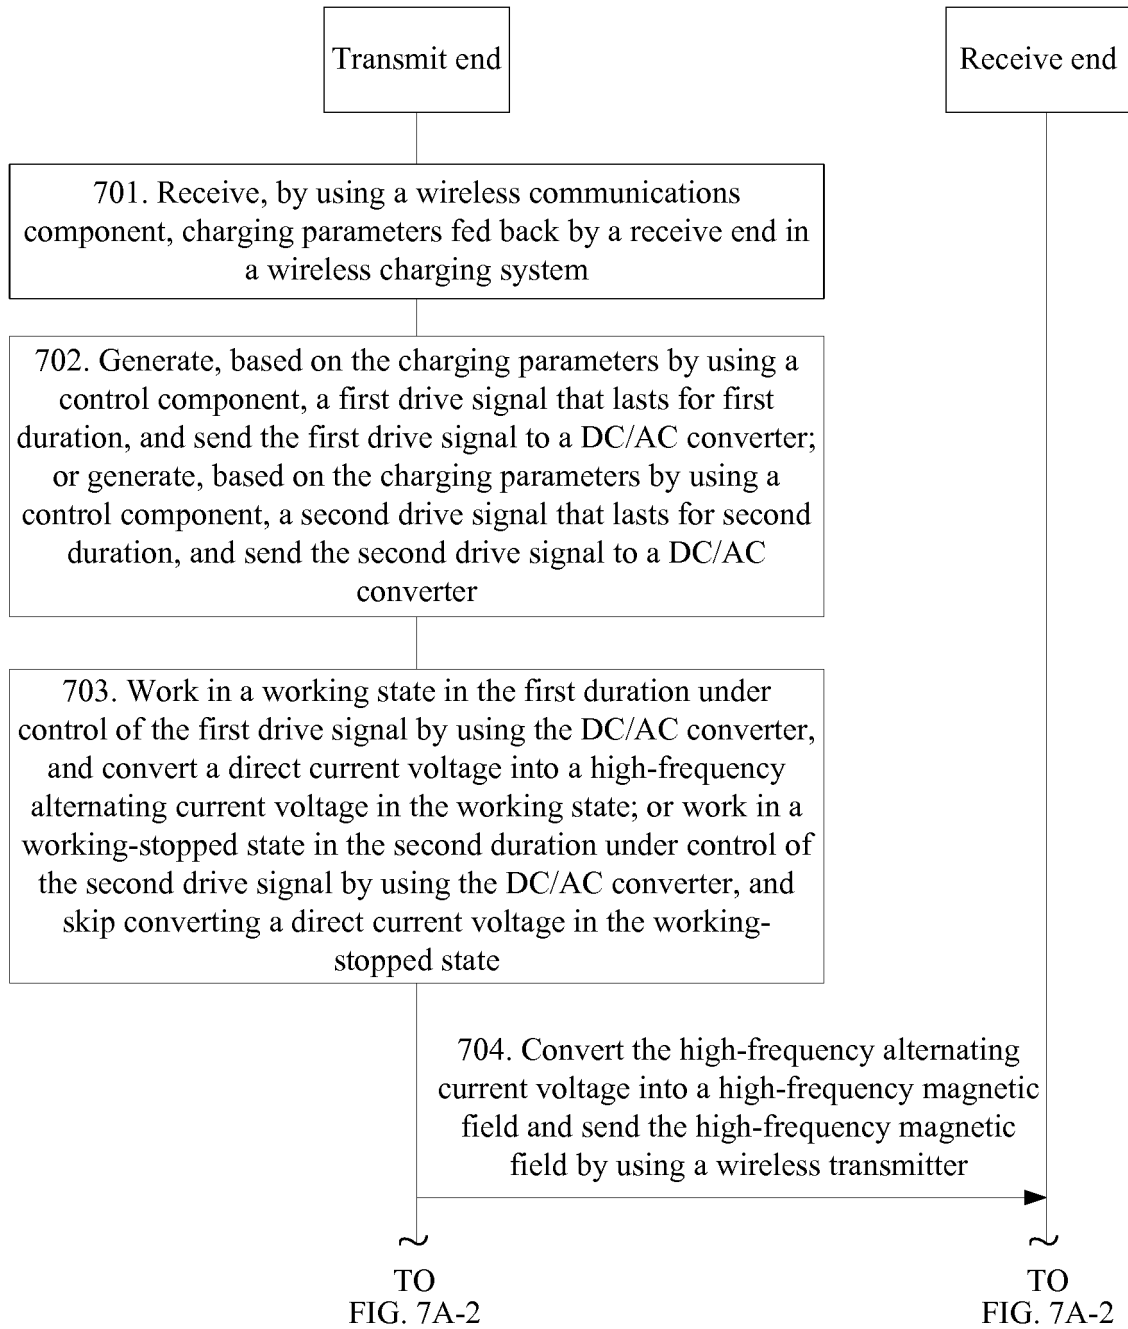 Transmit end
Receive end
701. Receive, by using a wireless communications
component, charging parameters fed back by a receive end in
a wireless charging system
702. Generate, based on the charging parameters by using a
control component, a first drive signal that lasts for first
duration, and send the first drive signal to a DC/AC converter;
or generate, based on the charging parameters by using a
control component, a second drive signal that lasts for second
duration, and send the second drive signal to a DC/AC
converter
703. Work in a working state in the first duration under
control of the first drive signal by using the DC/AC converter,
and convert a direct current voltage into a high-frequency
alternating current voltage in the working state; or work in a
working-stopped state in the second duration under control of
the second drive signal by using the DC/AC converter, and
skip converting a direct current voltage in the working-
stopped state
704. Convert the high-frequency alternating
current voltage into a high-frequency magnetic
field and send the high-frequency magnetic
field by using a wireless transmitter
TO
FIG. 7A-2
TO
FIG. 7A-2